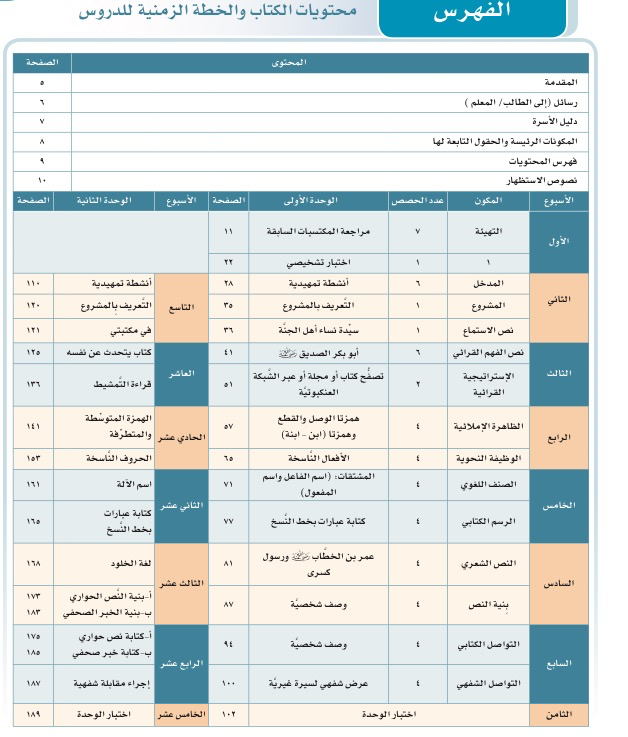 الفهرس محتويات الكتاب والخطة الزمنية للدروس
المحتوى الصفحة
المقدمة ٥
رسائل (إلى الطالب/ المعلم ) ٦
دليل الأسرة ٧
المكونات الرئيسة والحقول التابعة لها ٨
فهرس المحتويات ٩
نصوص الاستظهار ١٠
الأسبوع المكون عدد الحصص الوحدة الأولى الصفحة الأسبوع الوحدة الثانية الصفحة
الأول التهيئة ٧ مراجعة المكتسبات السابقة ١١
١ ١ اختبار تشخيصي ٢٢
الثاني المدخل ٦ أنشطة تمهيدية ٢٨ التاسع أنشطة تمهيدية ١١٠
المشروع ١ التَّعريف بالمشروع ٣٥ التَّعريف بالمشروع ١٢٠
نص الاستماع ١ سيِّدة نساء أهل الجنَّة ٣٦ في مكتبتي ١٢١
الثالث نص الفهم القرائي ٦ أبو بكر الصديق ﷺ ٤١ العاشر كتاب يتحدث عن نفسه ١٢٥
الإستراتيجية القرائية ٢ تصفُّح كتاب أو مجلة أو عبر الشَّبكة العنكبوتيَّة ٥١ قراءة التَّمشيط ١٣٦
الرابع الظاهرة الإملائية ٤ همزتا الوصل والقطع وهمزتا (ابن - ابنة) ٥٧ الحادي عشر الهمزة المتوسِّطة والمتطرِّفة ١٤١
الوظيفة النحوية ٤ الأفعال النَّاسخة ٦٥ الحروف النَّاسخة ١٥٣
الخامس الصنف اللغوي ٤ المشتقات: (اسم الفاعل واسم المفعول) ٧١ الثاني عشر اسم الآلة ١٦١
الرسم الكتابي ٤ كتابة عبارات بخط النَّسخ ٧٧ كتابة عبارات بخط النَّسخ ١٦٥
السادس النص الشعري ٤ عمر بن الخطَّاب ﷺ ورسول كسرى ٨١ الثالث عشر لغة الخلود ١٦٨
بنية النص ٤ وصف شخصيَّة ٨٧ أ-بنية النَّص الحواري ١٧٣
ب-بنية الخبر الصحفي ١٨٣
السابع التواصل الكتابي ٤ وصف شخصيَّة ٩٤ الرابع عشر أ-كتابة نص حواري ١٧٥
ب-كتابة خبر صحفي ١٨٥
التواصل الشفهي ٤ عرض شفهي لسيرة غيريَّة ١٠٠ إجراء مقابلة شفهية ١٨٧
الثامن اختبار الوحدة ١٠٢ الخامس عشر اختبار الوحدة ١٨٩